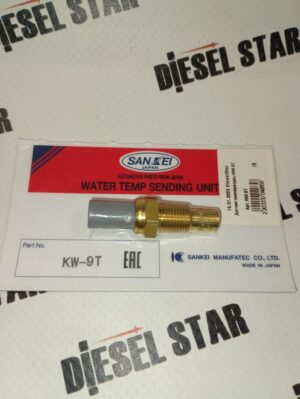 DIESEL STAR
DIESEL STAR
SANKEI
JAPAN
AUTOMOTIVE PARTS FROM JAPAN
WATER TEMP SENDING UNIT
Part No.
KW-9T
EAC
SANKEI MANUFATEC CO., LTD.
MADE IN JAPAN
DIESEL STAR